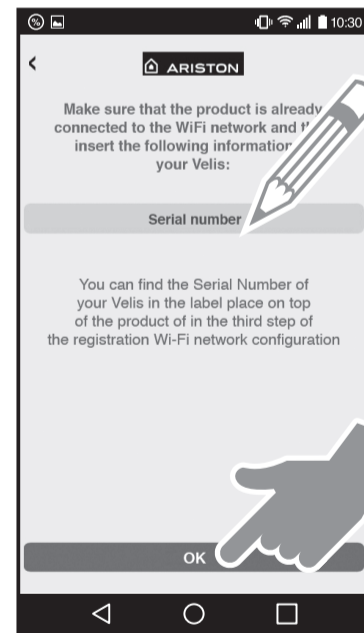 10:30
ARISTON
Make sure that the product is already
connected to the WiFi network and
insert the following information
your Velis:
Serial number
You can find the Serial Number of
your Velis in the label place on top
of the product of in the third step of
the registration Wi-Fi network configuration
OK